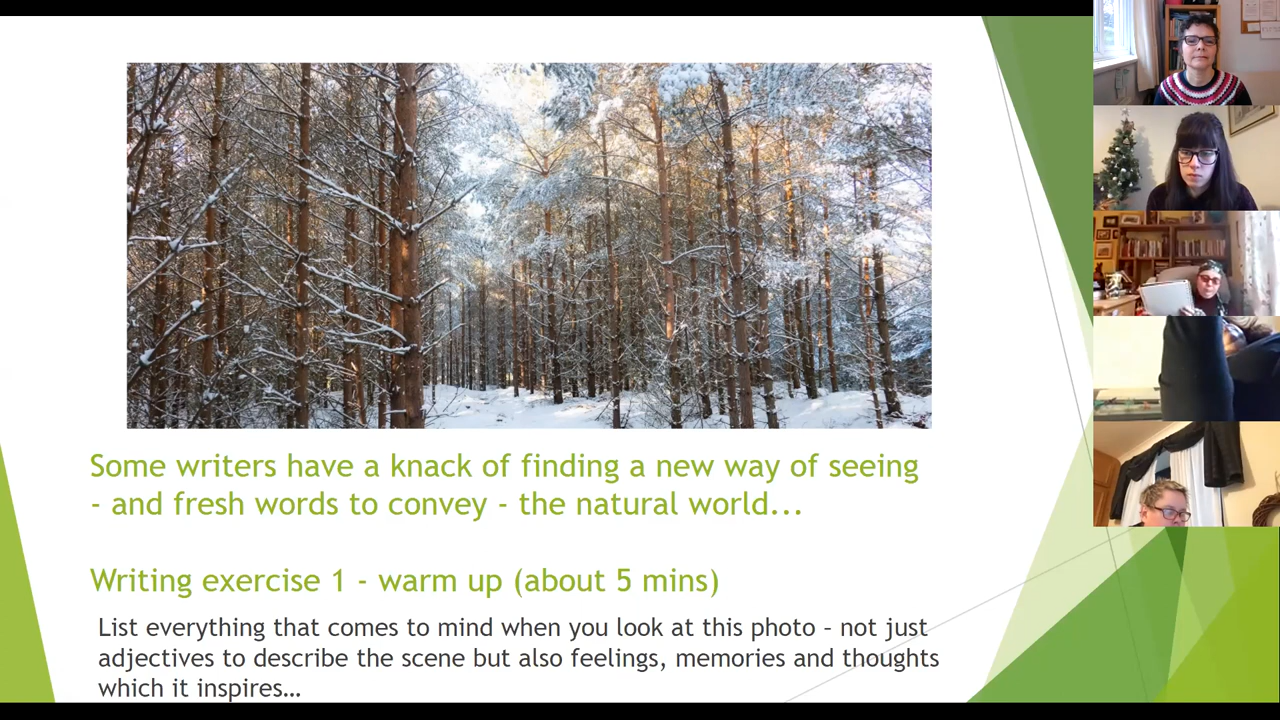 Some writers have a knack of finding a new way of seeing
- and fresh words to convey - the natural world...
Writing exercise 1 - warm up (about 5 mins)
List everything that comes to mind when you look at this photo – not just
adjectives to describe the scene but also feelings, memories and thoughts
which it inspires…